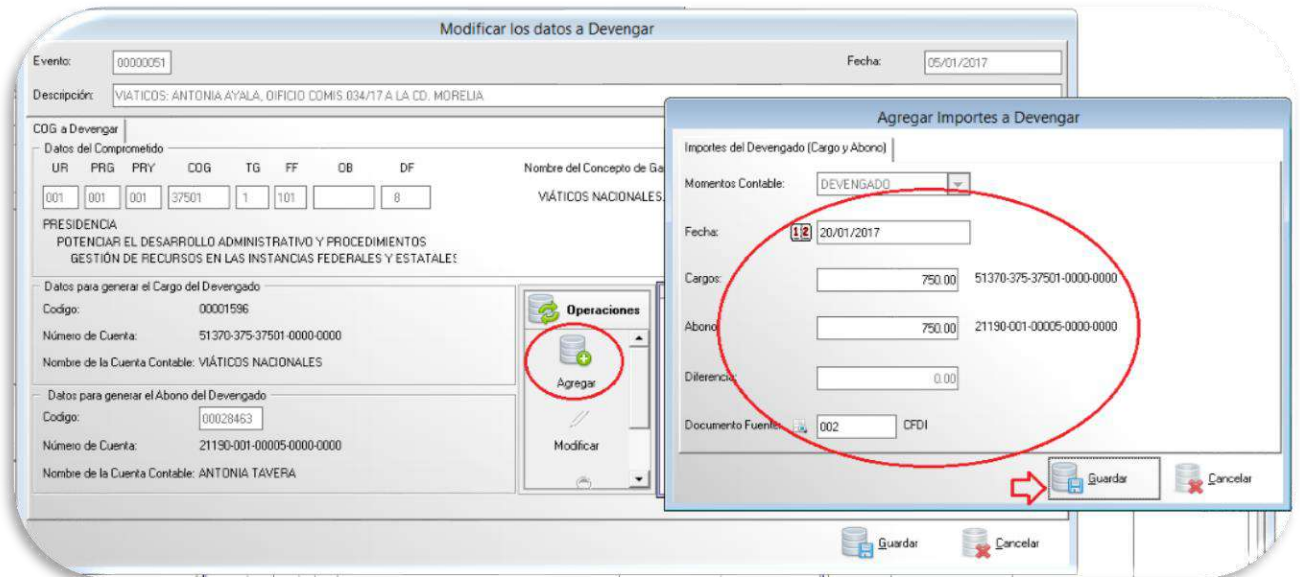 Modificar los datos a Devengar
Evento: 00000051 Fecha: 05/01/2017
Descripción: VIATICOS: ANTONIA AYALA, OIFICIO COMIS 034/17 A LA CD. MORELIA
COG a Devengar
Datos del Comprometido
UR PRG PRY COG TG FF OB DF Nombre del Concepto de Ga
001 001 001 37501 1 101 8 VIÁTICOS NACIONALES.
PRESIDENCIA
POTENCIAR EL DESARROLLO ADMINISTRATIVO Y PROCEDIMIENTOS
GESTIÓN DE RECURSOS EN LAS INSTANCIAS FEDERALES Y ESTATALES
Datos para generar el Cargo del Devengado
Codigo: 00001596
Número de Cuenta: 51370-375-37501-0000-0000
Nombre de la Cuenta Contable: VIÁTICOS NACIONALES
Datos para generar el Abono del Devengado
Codigo: 00028463
Número de Cuenta: 21190-001-00005-0000-0000
Nombre de la Cuenta Contable: ANTONIA TAVERA
Operaciones
Agregar
Modificar
Guardar Cancelar
Agregar Importes a Devengar
Importes del Devengado (Cargo y Abono)
Momentos Contable: DEVENGADO
Fecha: 12 20/01/2017
Cargos: 750.00 51370-375-37501-0000-0000
Abono 750.00 21190-001-00005-0000-0000
Diferencia: 0.00
Documento Fuente: 002 CFDI
Guardar Cancelar